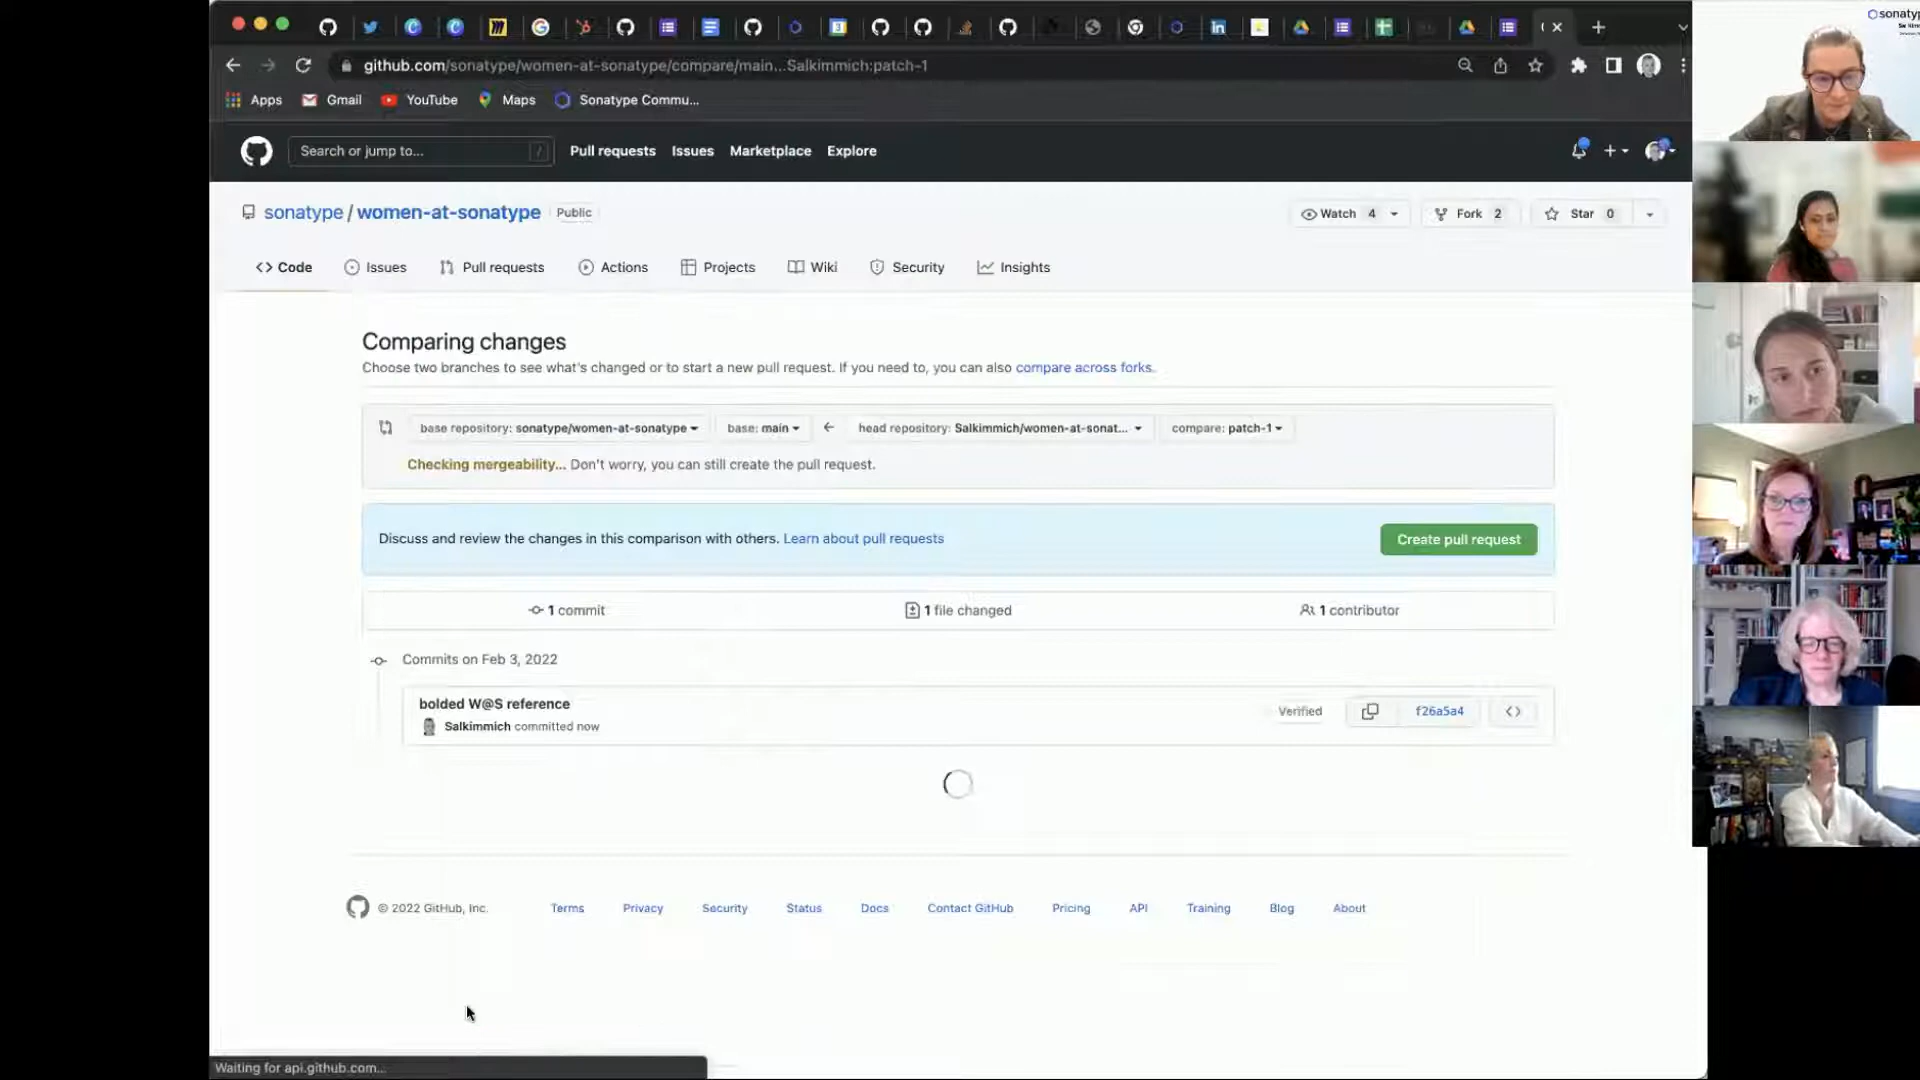 github.com/sonatype/women-at-sonatype/compare/main...Salkimmich:patch-1
Apps Gmail YouTube Maps Sonatype Commu...
Search or jump to... / Pull requests Issues Marketplace Explore
sonatype / women-at-sonatype Public Watch 4 Fork 2 Star 0
Code Issues Pull requests Actions Projects Wiki Security Insights
Comparing changes
Choose two branches to see what's changed or to start a new pull request. If you need to, you can also compare across forks.
base repository: sonatype/women-at-sonatype base: main head repository: Salkimmich/women-at-sonat... compare: patch-1
Checking mergeability... Don't worry, you can still create the pull request.
Discuss and review the changes in this comparison with others. Learn about pull requests Create pull request
1 commit 1 file changed 1 contributor
Commits on Feb 3, 2022
bolded W@S reference
Salkimmich committed now Verified f26a5a4
© 2022 GitHub, Inc. Terms Privacy Security Status Docs Contact GitHub Pricing API Training Blog About
Waiting for api.github.com...